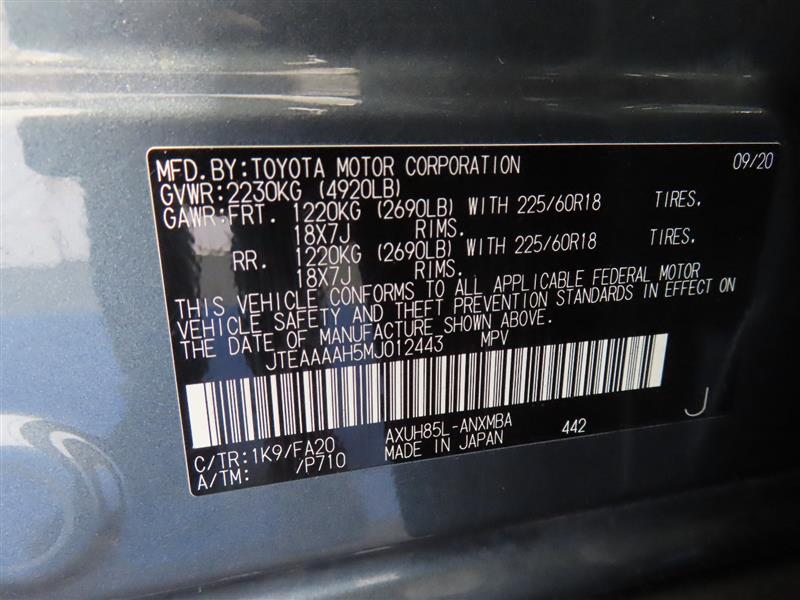 MFD.BY:TOYOTA MOTOR CORPORATION 09/20
GVWR:2230KG (4920LB)
GAWR:FRT. 1220KG (2690LB) WITH 225/60R18 TIRES.
18X7J RIMS.
RR. 1220KG (2690LB) WITH 225/60R18 TIRES.
18X7J RIMS.
THIS VEHICLE CONFORMS TO ALL APPLICABLE FEDERAL MOTOR
VEHICLE SAFETY AND THEFT PREVENTION STANDARDS IN EFFECT ON
THE DATE OF MANUFACTURE SHOWN ABOVE.
JTEAAAAH5MJ012443 MPV
C/TR:1K9/FA20 AXUH85L-ANXMBA 442 J
A/TM: /P710 MADE IN JAPAN